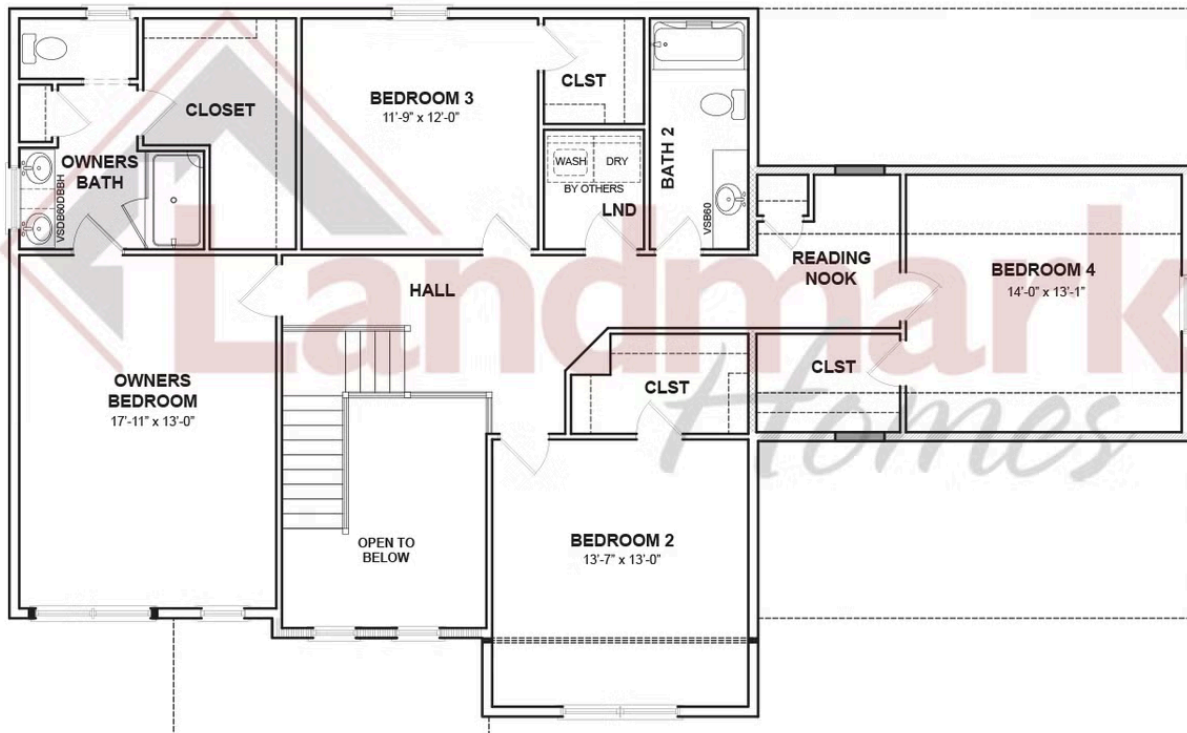 BEDROOM 3
11'-9" x 12'-0"
CLST
CLOSET
OWNERS
BATH
VSDB60DBBH
WASH
DRY
BY OTHERS
LND
BATH 2
VSB60
READING
NOOK
BEDROOM 4
14'-0" x 13'-1"
HALL
Landmark
Homes
OWNERS
BEDROOM
17'-11" x 13'-0"
CLST
CLST
OPEN TO
BELOW
BEDROOM 2
13'-7" x 13'-0"